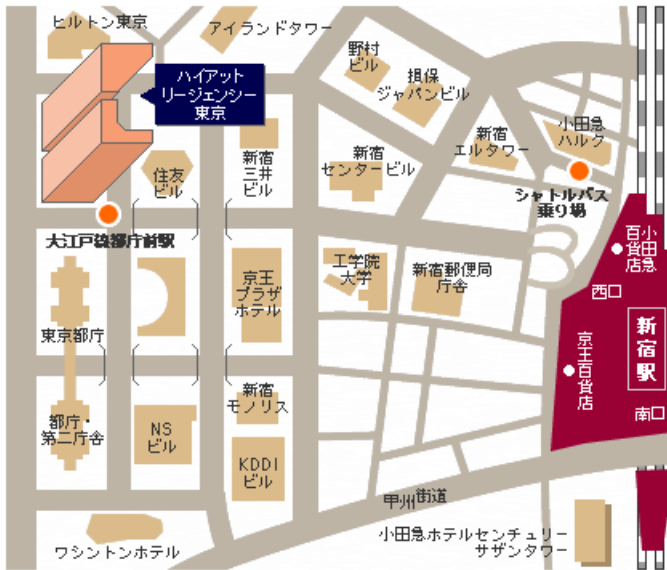 ヒルトン東京
アイランドタワー
野村
ビル
損保
ジャパンビル
ハイアット
リージェンシー
東京
新宿
エルタワー
小田急
ハルク
住友
ビル
新宿
三井
ビル
新宿
センタービル
シャトルバス
乗り場
大江戸線都庁前駅
小田急
百貨店
京王
プラザ
ホテル
工学院
大学
新宿郵便局
庁舎
西口
新宿駅
東京都庁
京王百貨店
新宿
モノリス
南口
都庁・
第二庁舎
NS
ビル
KDDI
ビル
甲州街道
小田急ホテルセンチュリー
サザンタワー
ワシントンホテル